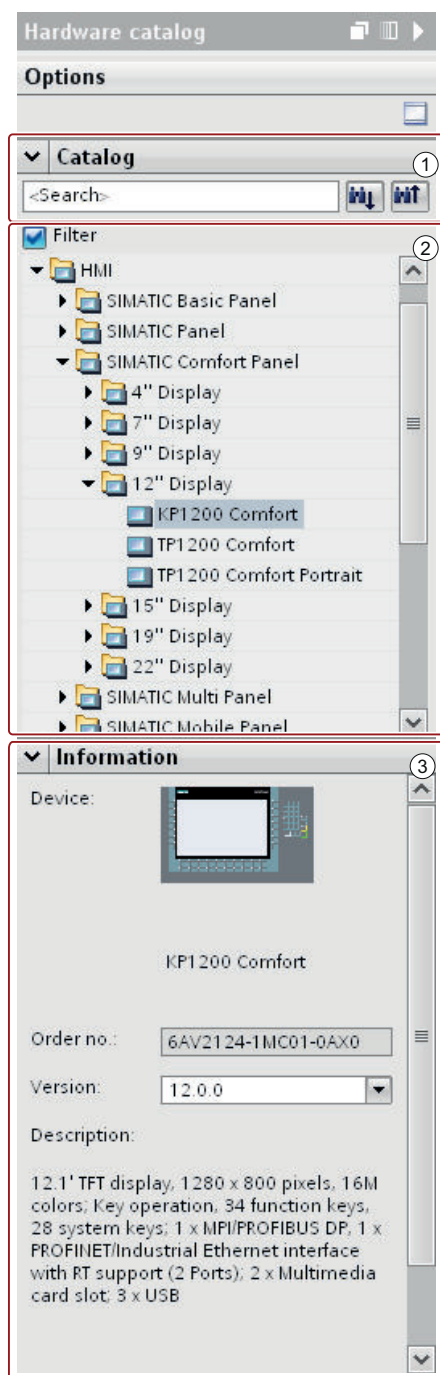 Hardware catalog
Options
Catalog
1
<Search>
Filter
2
HMI
SIMATIC Basic Panel
SIMATIC Panel
SIMATIC Comfort Panel
4'' Display
7'' Display
9'' Display
12'' Display
KP1200 Comfort
TP1200 Comfort
TP1200 Comfort Portrait
15'' Display
19'' Display
22'' Display
SIMATIC Multi Panel
SIMATIC Mobile Panel
Information
3
Device:
KP1200 Comfort
Order no.: 6AV2124-1MC01-0AX0
Version: 12.0.0
Description:
12.1' TFT display, 1280 x 800 pixels, 16M
colors; Key operation, 34 function keys,
28 system keys; 1 x MPI/PROFIBUS DP, 1 x
PROFINET/Industrial Ethernet interface
with RT support (2 Ports); 2 x Multimedia
card slot; 3 x USB